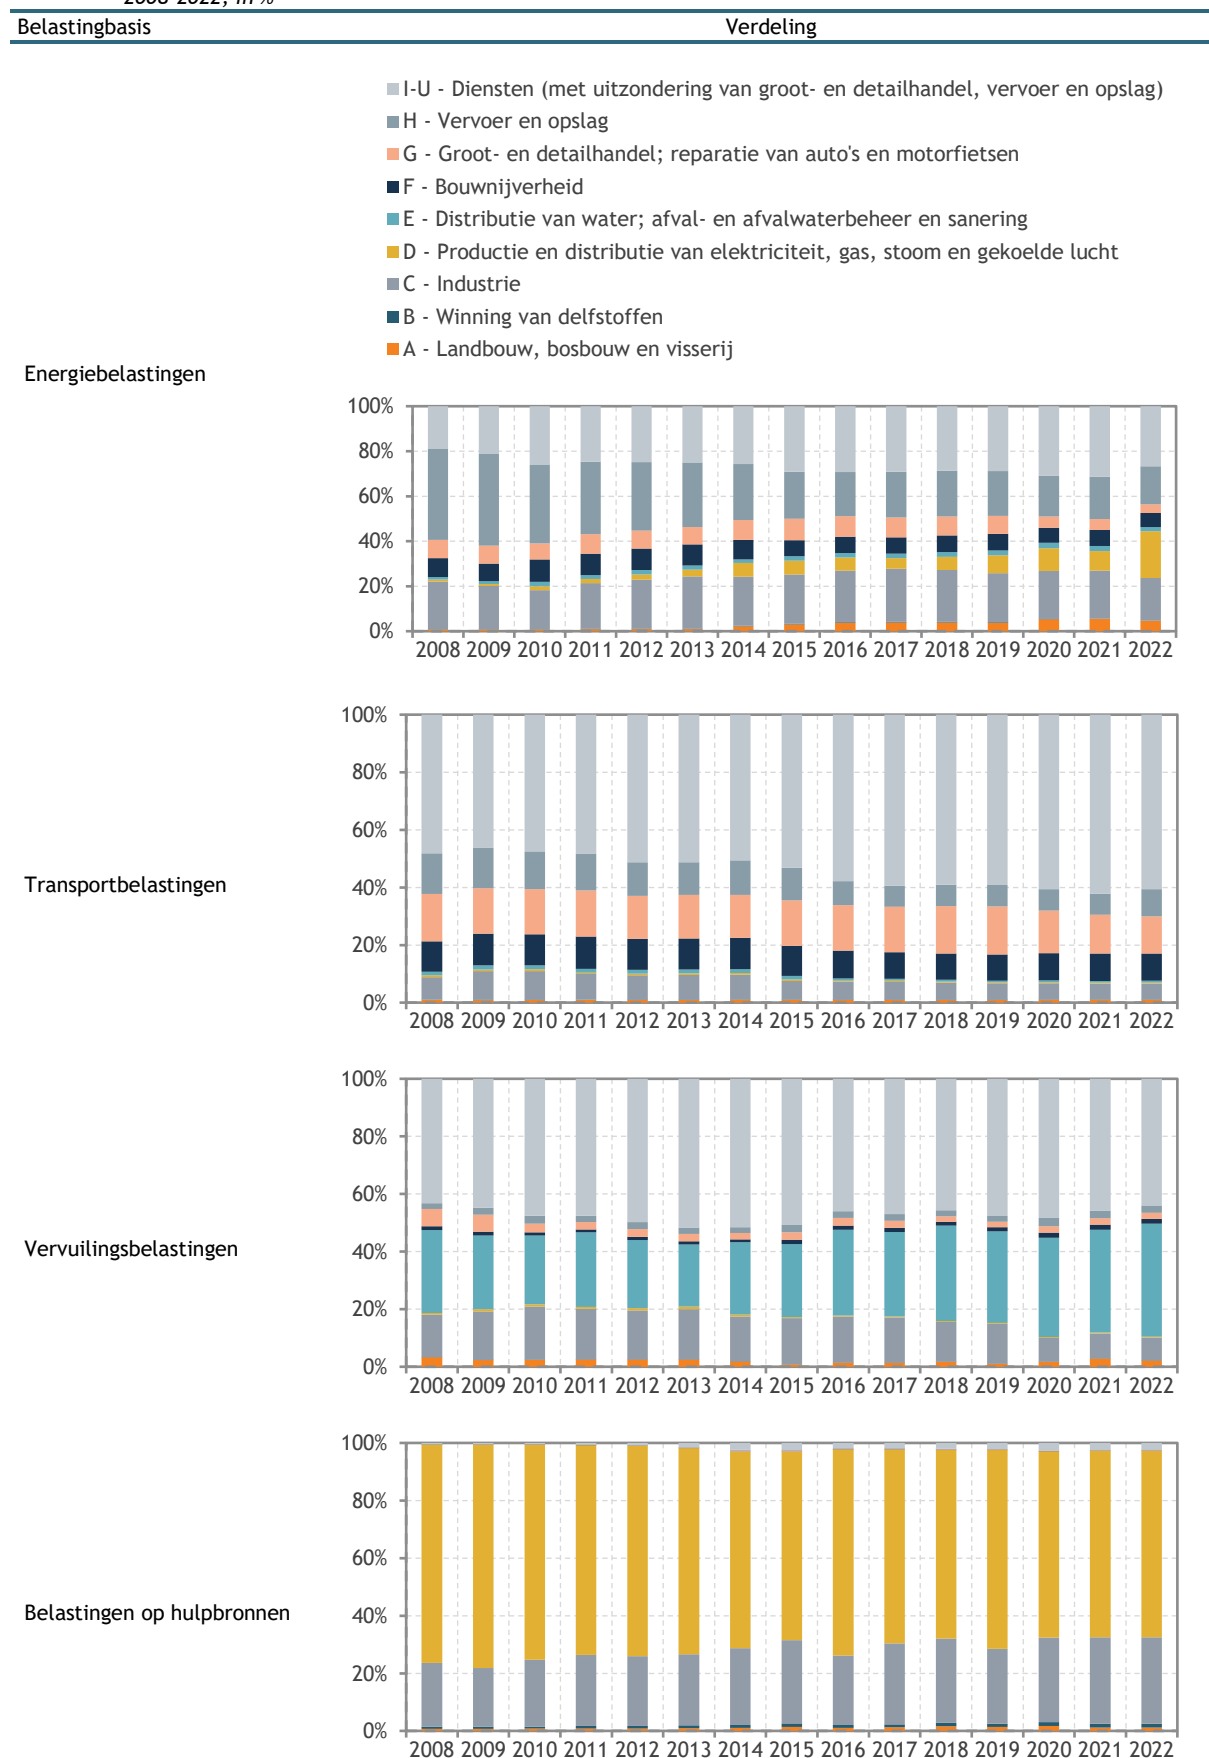 2008-2022, in %
Belastingbasis Verdeling
I-U - Diensten (met uitzondering van groot- en detailhandel, vervoer en opslag)
H - Vervoer en opslag
G - Groot- en detailhandel; reparatie van auto's en motorfietsen
F - Bouwnijverheid
E - Distributie van water; afval- en afvalwaterbeheer en sanering
D - Productie en distributie van elektriciteit, gas, stoom en gekoelde lucht
C - Industrie
B - Winning van delfstoffen
A - Landbouw, bosbouw en visserij
Energiebelastingen
100%
80%
60%
40%
20%
0%
2008 2009 2010 2011 2012 2013 2014 2015 2016 2017 2018 2019 2020 2021 2022
Transportbelastingen
100%
80%
60%
40%
20%
0%
2008 2009 2010 2011 2012 2013 2014 2015 2016 2017 2018 2019 2020 2021 2022
Vervuilingsbelastingen
100%
80%
60%
40%
20%
0%
2008 2009 2010 2011 2012 2013 2014 2015 2016 2017 2018 2019 2020 2021 2022
Belastingen op hulpbronnen
100%
80%
60%
40%
20%
0%
2008 2009 2010 2011 2012 2013 2014 2015 2016 2017 2018 2019 2020 2021 2022